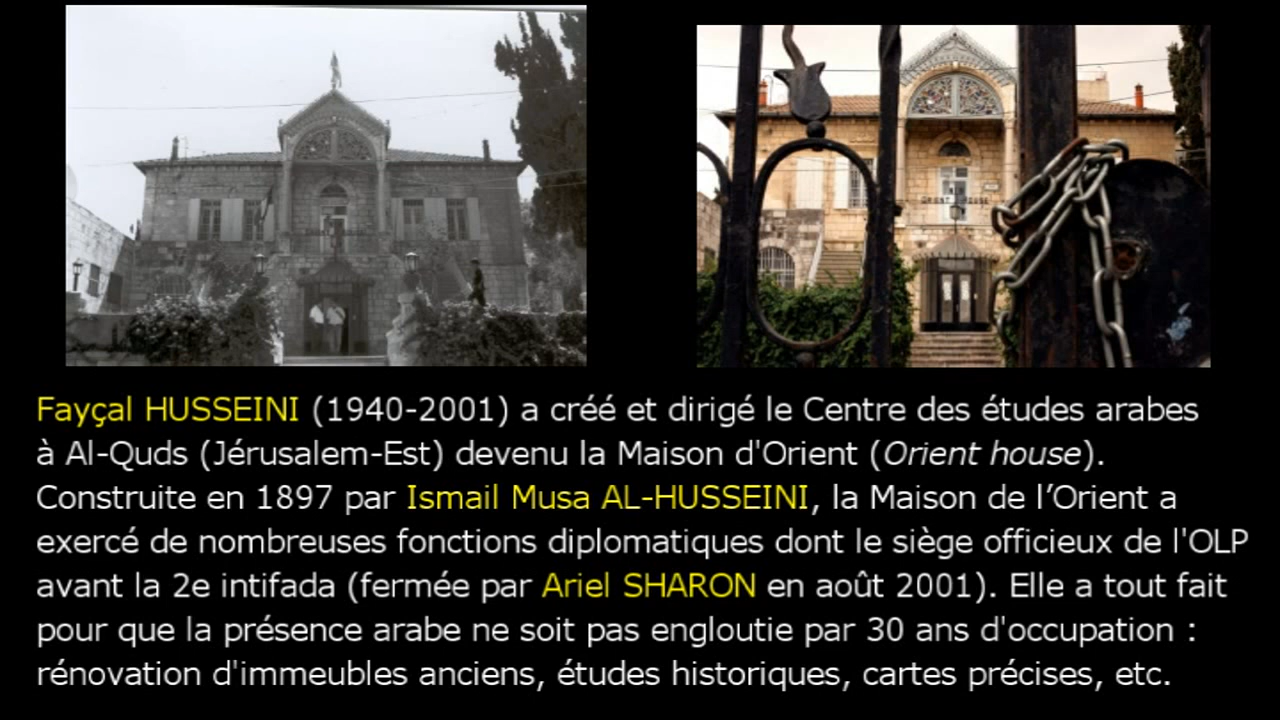 Fayçal HUSSEINI (1940-2001) a créé et dirigé le Centre des études arabes
à Al-Quds (Jérusalem-Est) devenu la Maison d'Orient (Orient house).
Construite en 1897 par Ismail Musa AL-HUSSEINI, la Maison de l’Orient a
exercé de nombreuses fonctions diplomatiques dont le siège officieux de l'OLP
avant la 2e intifada (fermée par Ariel SHARON en août 2001). Elle a tout fait
pour que la présence arabe ne soit pas engloutie par 30 ans d'occupation :
rénovation d'immeubles anciens, études historiques, cartes précises, etc.